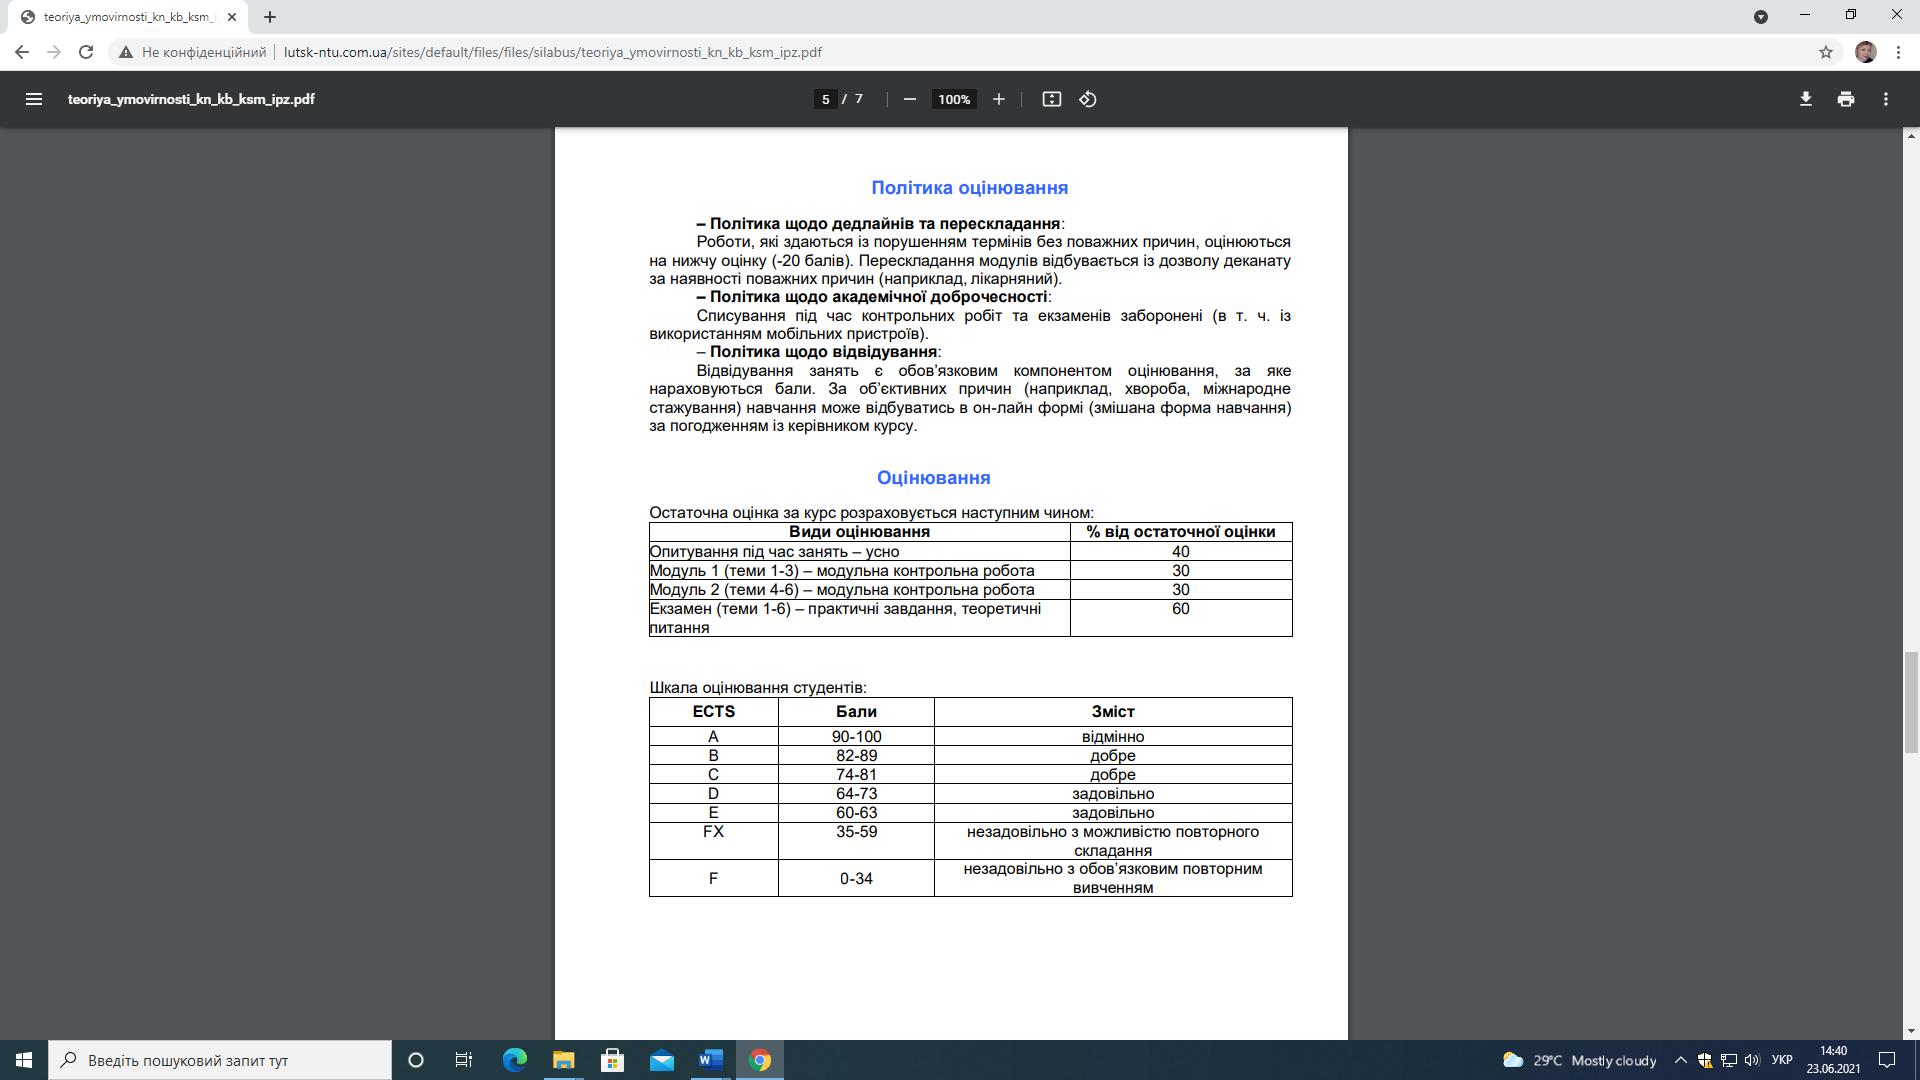 teoriya_ymovirnosti_kn_kb_ksm_i
Не конфіденційний
lutsk-ntu.com.ua/sites/default/files/files/silabus/teoriya_ymovirnosti_kn_kb_ksm_ipz.pdf
teoriya_ymovirnosti_kn_kb_ksm_ipz.pdf
5 / 7
100%
Політика оцінювання
– Політика щодо дедлайнів та перескладання:
Роботи, які здаються із порушенням термінів без поважних причин, оцінюються
на нижчу оцінку (-20 балів). Перескладання модулів відбувається із дозволу деканату
за наявності поважних причин (наприклад, лікарняний).
– Політика щодо академічної доброчесності:
Списування під час контрольних робіт та екзаменів заборонені (в т. ч. із
використанням мобільних пристроїв).
– Політика щодо відвідування:
Відвідування занять є обов’язковим компонентом оцінювання, за яке
нараховуються бали. За об’єктивних причин (наприклад, хвороба, міжнародне
стажування) навчання може відбуватись в он-лайн формі (змішана форма навчання)
за погодженням із керівником курсу.
Оцінювання
Остаточна оцінка за курс розраховується наступним чином:
Види оцінювання % від остаточної оцінки
Опитування під час занять – усно 40
Модуль 1 (теми 1-3) – модульна контрольна робота 30
Модуль 2 (теми 4-6) – модульна контрольна робота 30
Екзамен (теми 1-6) – практичні завдання, теоретичні 60
питання
Шкала оцінювання студентів:
ECTS Бали Зміст
A 90-100 відмінно
B 82-89 добре
C 74-81 добре
D 64-73 задовільно
E 60-63 задовільно
FX 35-59 незадовільно з можливістю повторного
складання
F 0-34 незадовільно з обов’язковим повторним
вивченням
Введіть пошуковий запит тут
29°C Mostly cloudy
УКР
14:40
23.06.2021